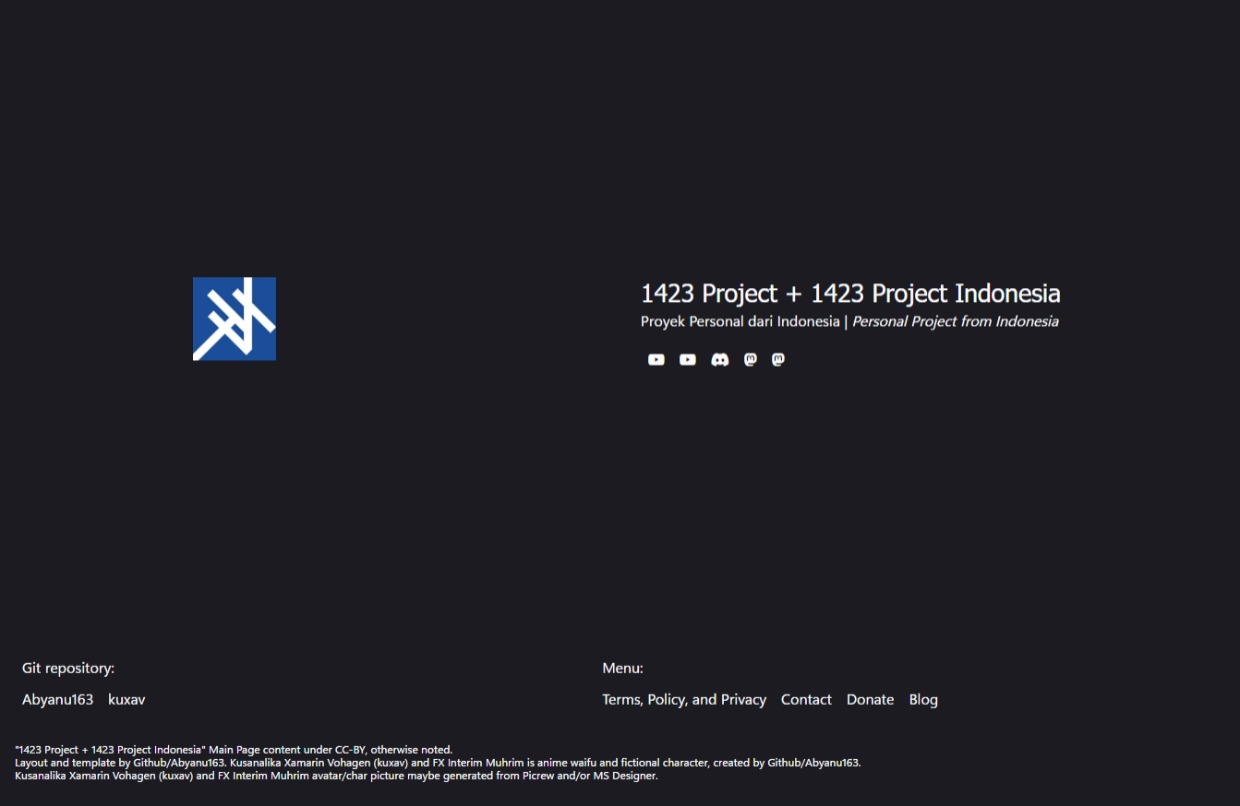 1423 Project + 1423 Project Indonesia
Proyek Personal dari Indonesia | Personal Project from Indonesia
Git repository:
Abyanu163 kuxav
Menu:
Terms, Policy, and Privacy Contact Donate Blog
"1423 Project + 1423 Project Indonesia" Main Page content under CC-BY, otherwise noted.
Layout and template by Github/Abyanu163. Kusanalika Xamarin Vohagen (kuxav) and FX Interim Muhrim is anime waifu and fictional character, created by Github/Abyanu163.
Kusanalika Xamarin Vohagen (kuxav) and FX Interim Muhrim avatar/char picture maybe generated from Picrew and/or MS Designer.